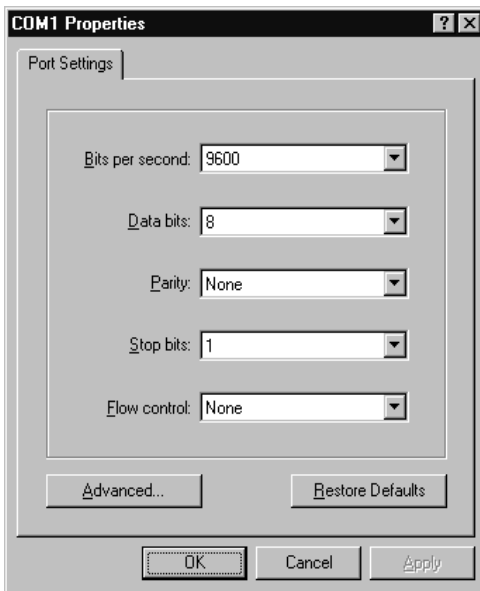 COM1 Properties
Port Settings
Bits per second: 9600
Data bits: 8
Parity: None
Stop bits: 1
Flow control: None
Advanced... Restore Defaults
OK Cancel Apply